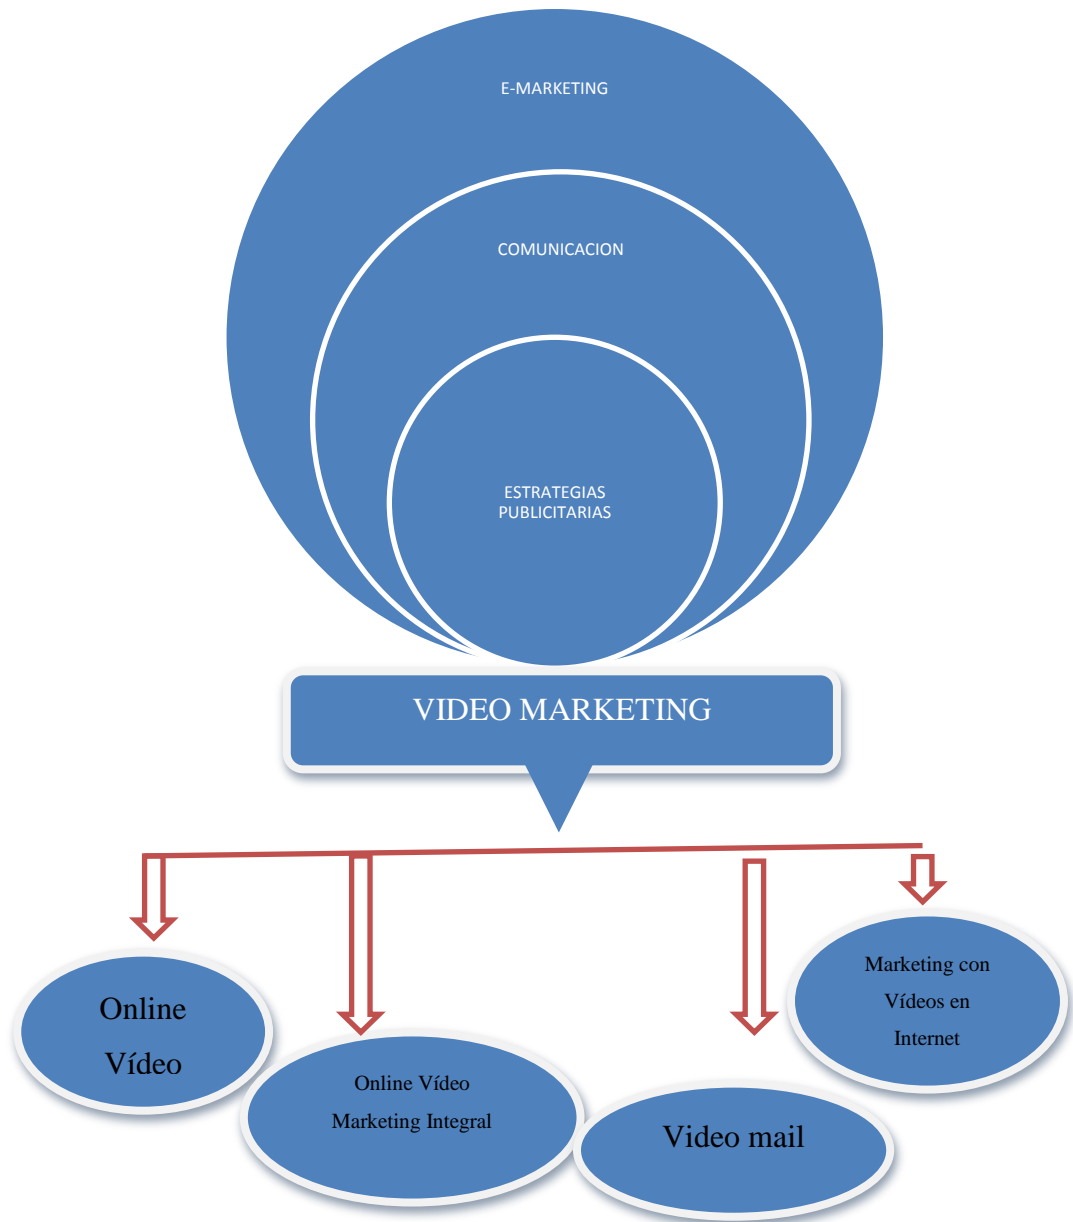 E-MARKETING
COMUNICACION
ESTRATEGIAS
PUBLICITARIAS
VIDEO MARKETING
Online
Vídeo
Online Vídeo
Marketing Integral
Video mail
Marketing con
Vídeos en
Internet